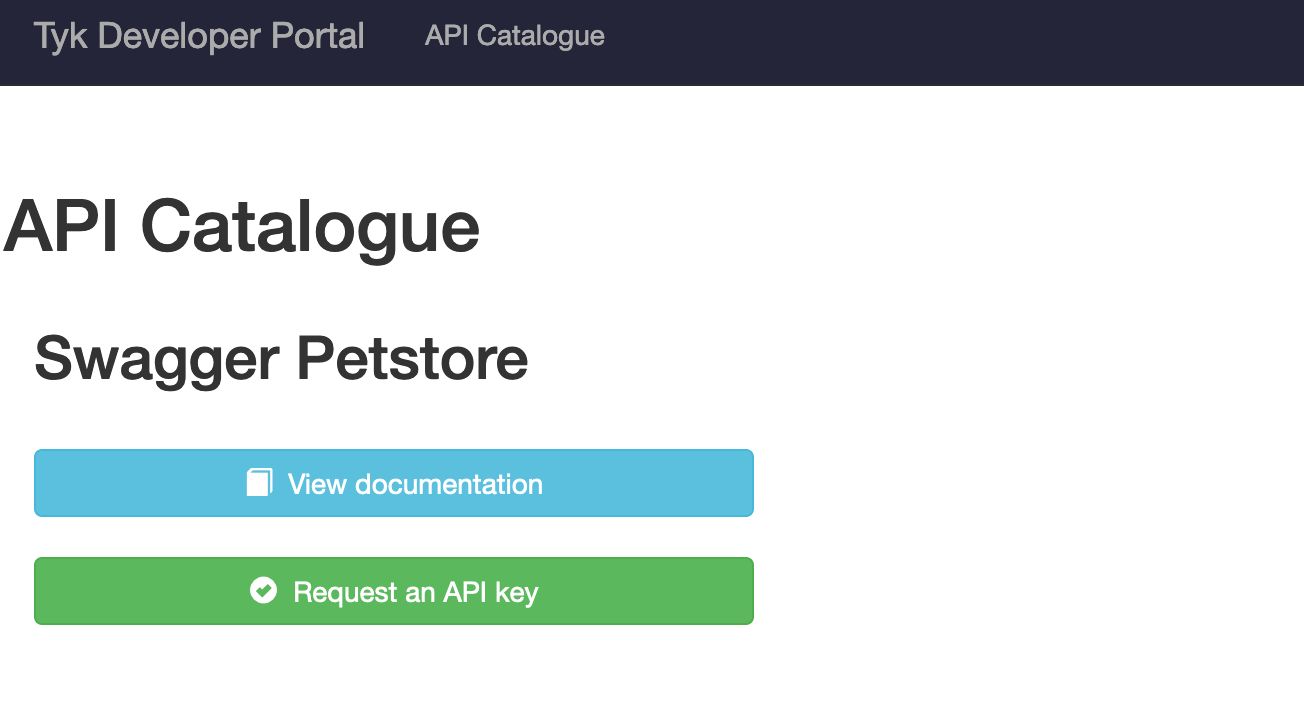 Tyk Developer Portal API Catalogue
API Catalogue
Swagger Petstore
View documentation
Request an API key